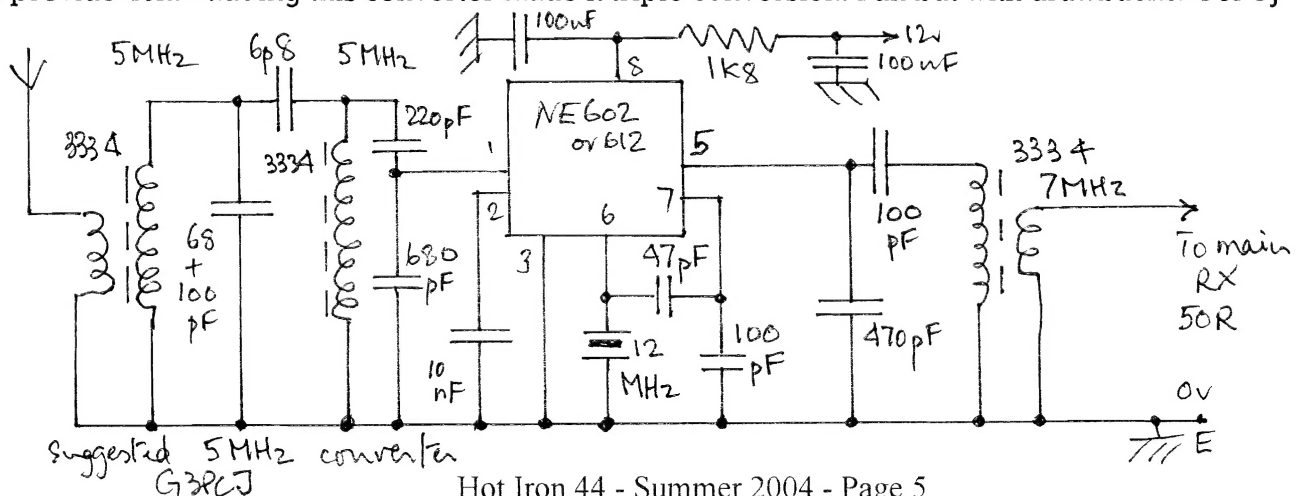 5MHz
6p8
5MHz
100nF
1K8
12v
100nF
8
3334
220pF
3334
NE602
or 612
1
2
3
5
6
7
68
+
100
pF
680
pF
10
nF
47pF
12
MHz
100
pF
100
pF
470pF
3334
7MHz
To main
RX
50R
0v
E
Suggested 5MHz converter
G3PCJ
Hot Iron 44 - Summer 2004 - Page 5